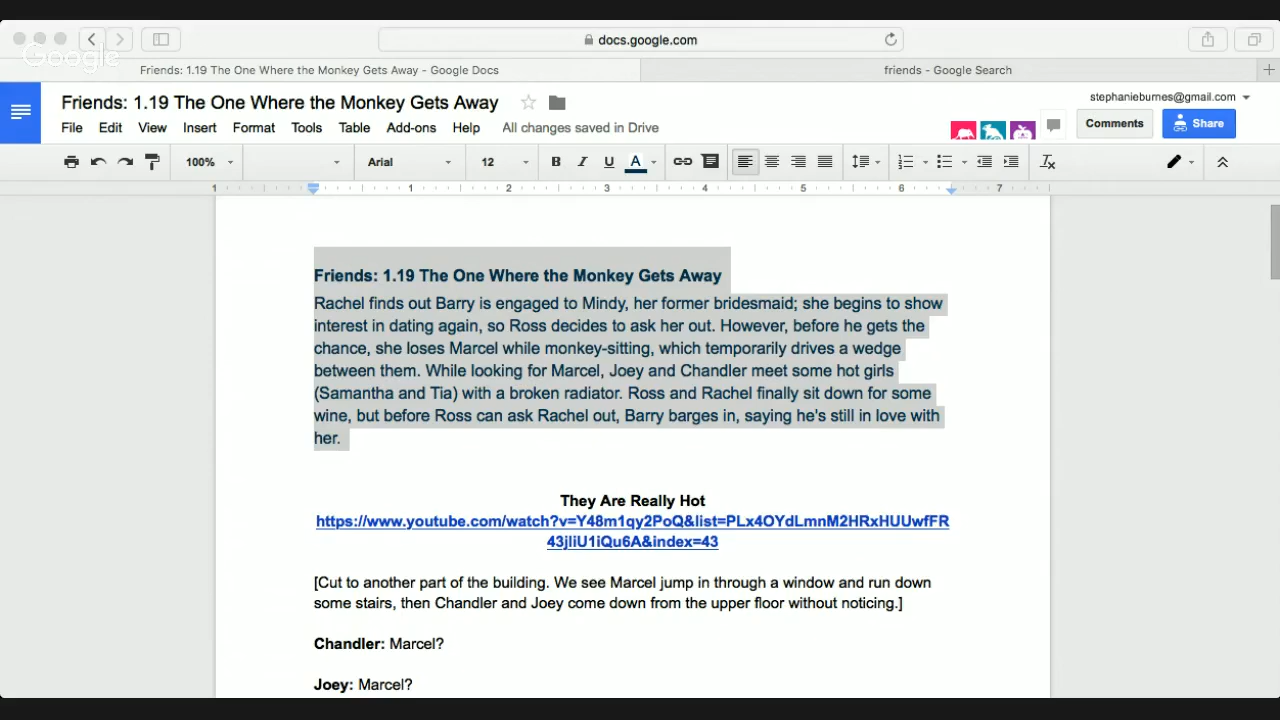 docs.google.com
Google
Friends: 1.19 The One Where the Monkey Gets Away - Google Docs
friends - Google Search
Friends: 1.19 The One Where the Monkey Gets Away
stephanieburnes@gmail.com
File Edit View Insert Format Tools Table Add-ons Help All changes saved in Drive
Comments
Share
100% Arial 12 B I U A
1 1 2 3 4 5 6 7
Friends: 1.19 The One Where the Monkey Gets Away
Rachel finds out Barry is engaged to Mindy, her former bridesmaid; she begins to show
interest in dating again, so Ross decides to ask her out. However, before he gets the
chance, she loses Marcel while monkey-sitting, which temporarily drives a wedge
between them. While looking for Marcel, Joey and Chandler meet some hot girls
(Samantha and Tia) with a broken radiator. Ross and Rachel finally sit down for some
wine, but before Ross can ask Rachel out, Barry barges in, saying he's still in love with
her.
They Are Really Hot
https://www.youtube.com/watch?v=Y48m1qy2PoQ&list=PLx4OYdLmnM2HRxHUUwfFR
43jliU1iQu6A&index=43
[Cut to another part of the building. We see Marcel jump in through a window and run down
some stairs, then Chandler and Joey come down from the upper floor without noticing.]
Chandler: Marcel?
Joey: Marcel?